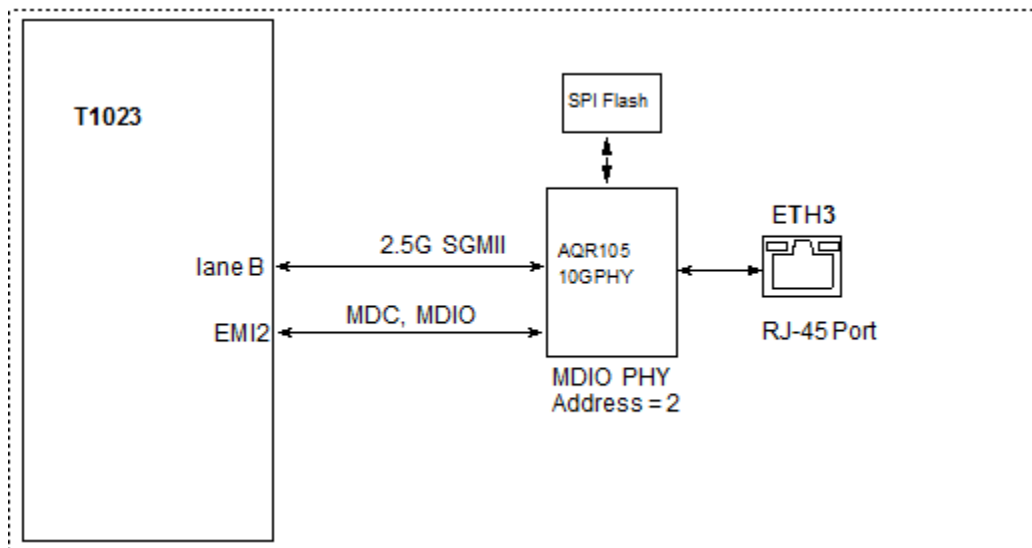 T1023
SPI Flash
ETH3
2.5G SGMII
AQR105
10GPHY
lane B
MDC, MDIO
EMI2
RJ-45 Port
MDIO PHY
Address = 2